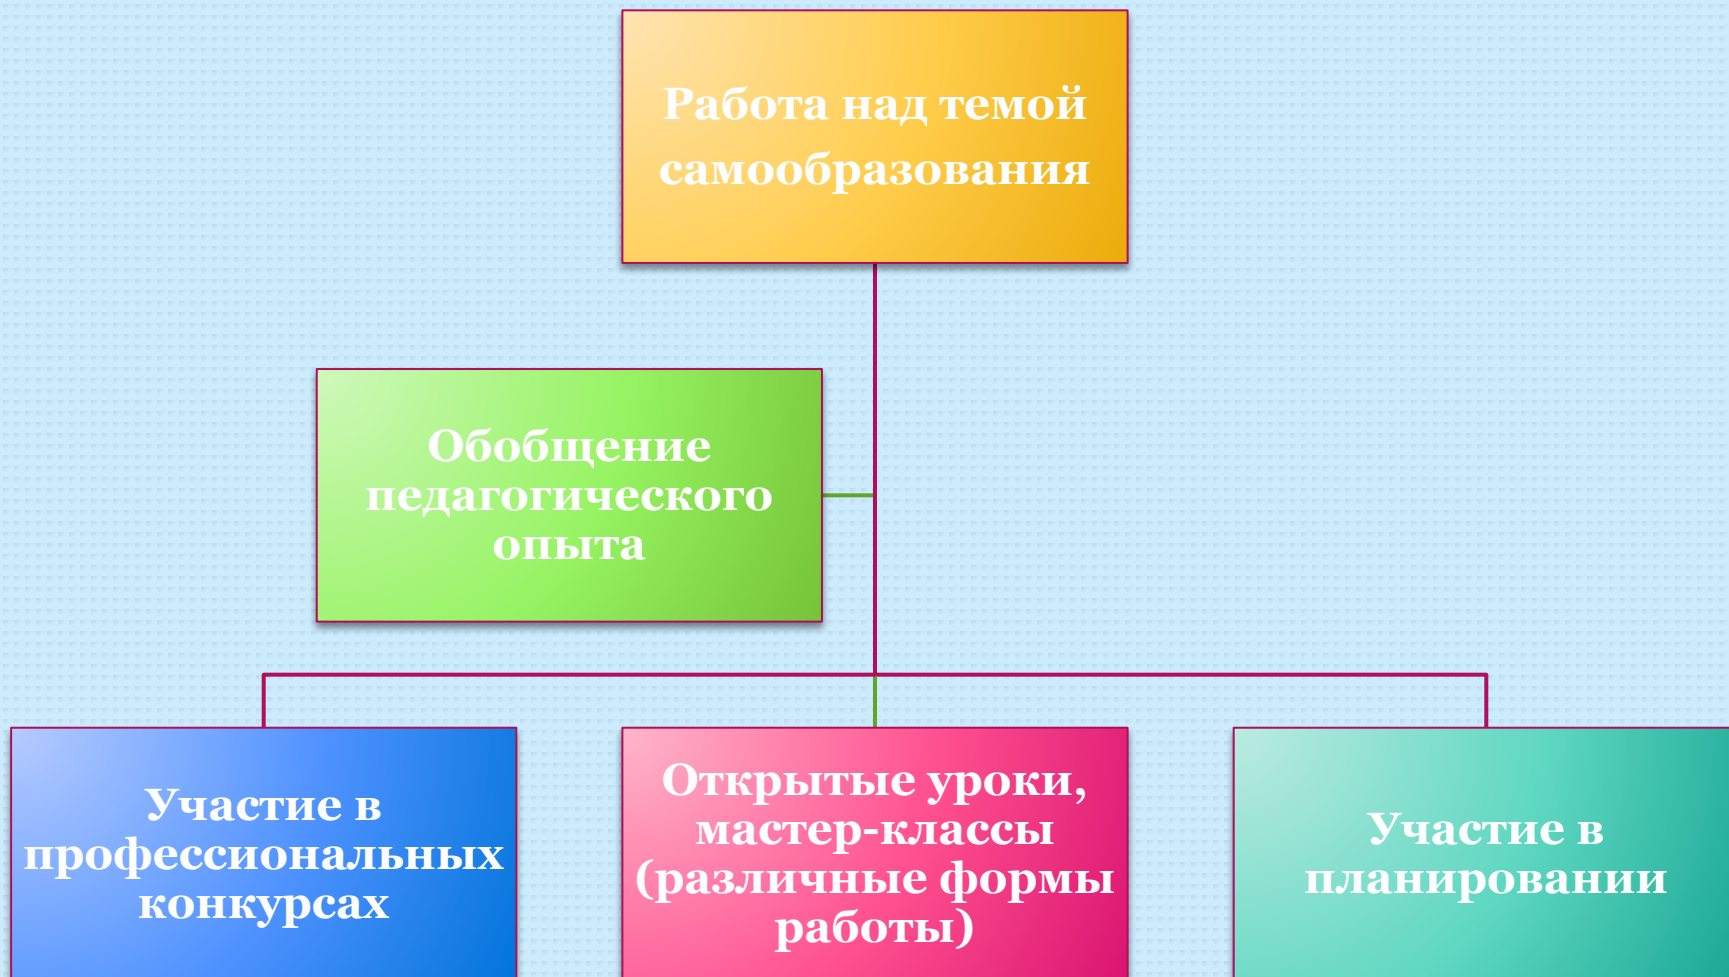 Работа над темой
самообразования
Обобщение
педагогического
опыта
Участие в
профессиональных
конкурсах
Открытые уроки,
мастер-классы
(различные формы
работы)
Участие в
планировании